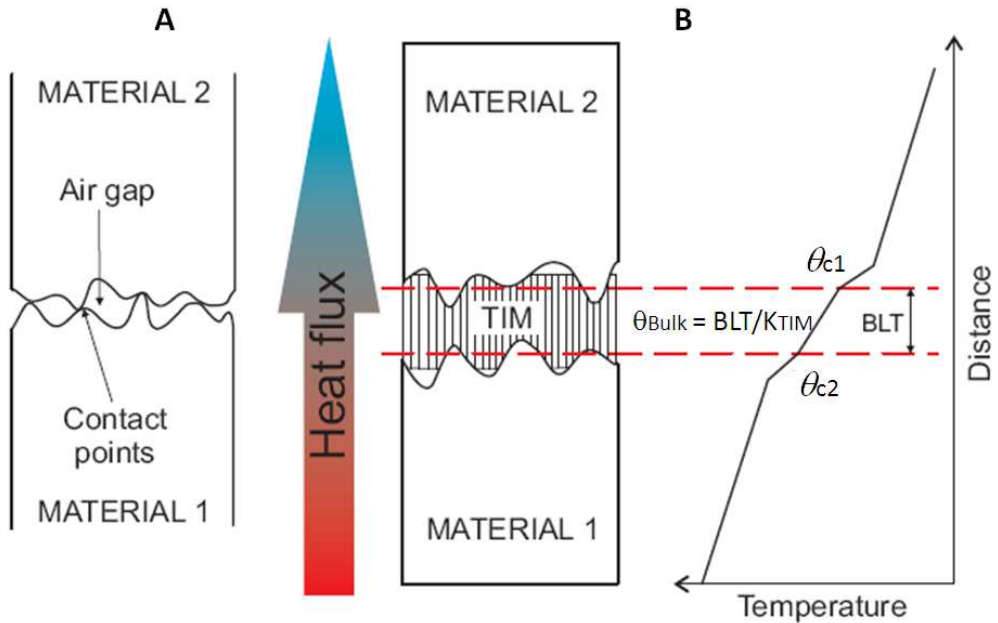 A
MATERIAL 2
Air gap
Contact
points
MATERIAL 1
Heat flux
B
MATERIAL 2
TIM
MATERIAL 1
θc1
θBulk = BLT/KTIM
BLT
θc2
Distance
Temperature